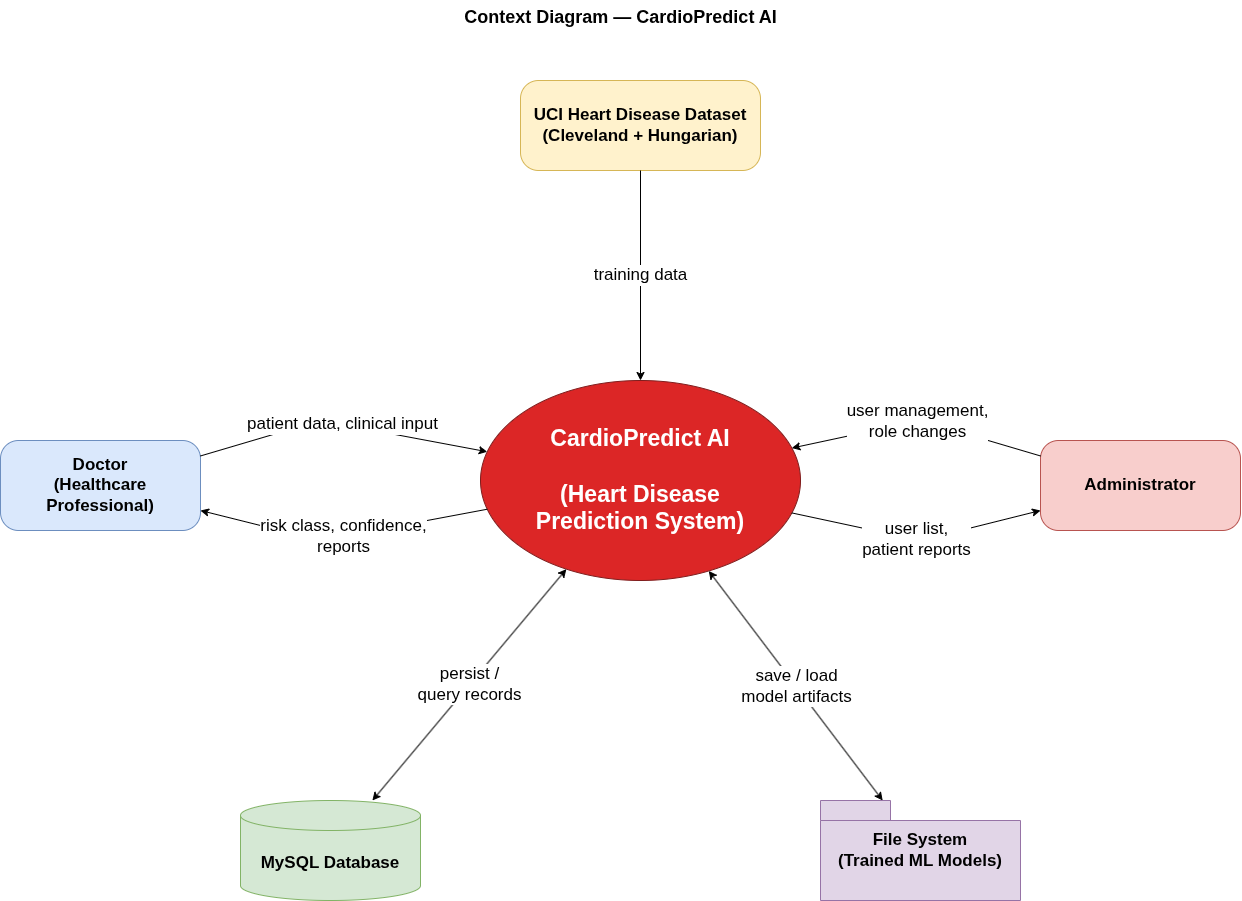 Context Diagram — CardioPredict AI
UCI Heart Disease Dataset
(Cleveland + Hungarian)
training data
patient data, clinical input
user management,
role changes
Doctor
(Healthcare
Professional)
CardioPredict AI
(Heart Disease
Prediction System)
Administrator
risk class, confidence,
reports
user list,
patient reports
persist /
query records
save / load
model artifacts
MySQL Database
File System
(Trained ML Models)